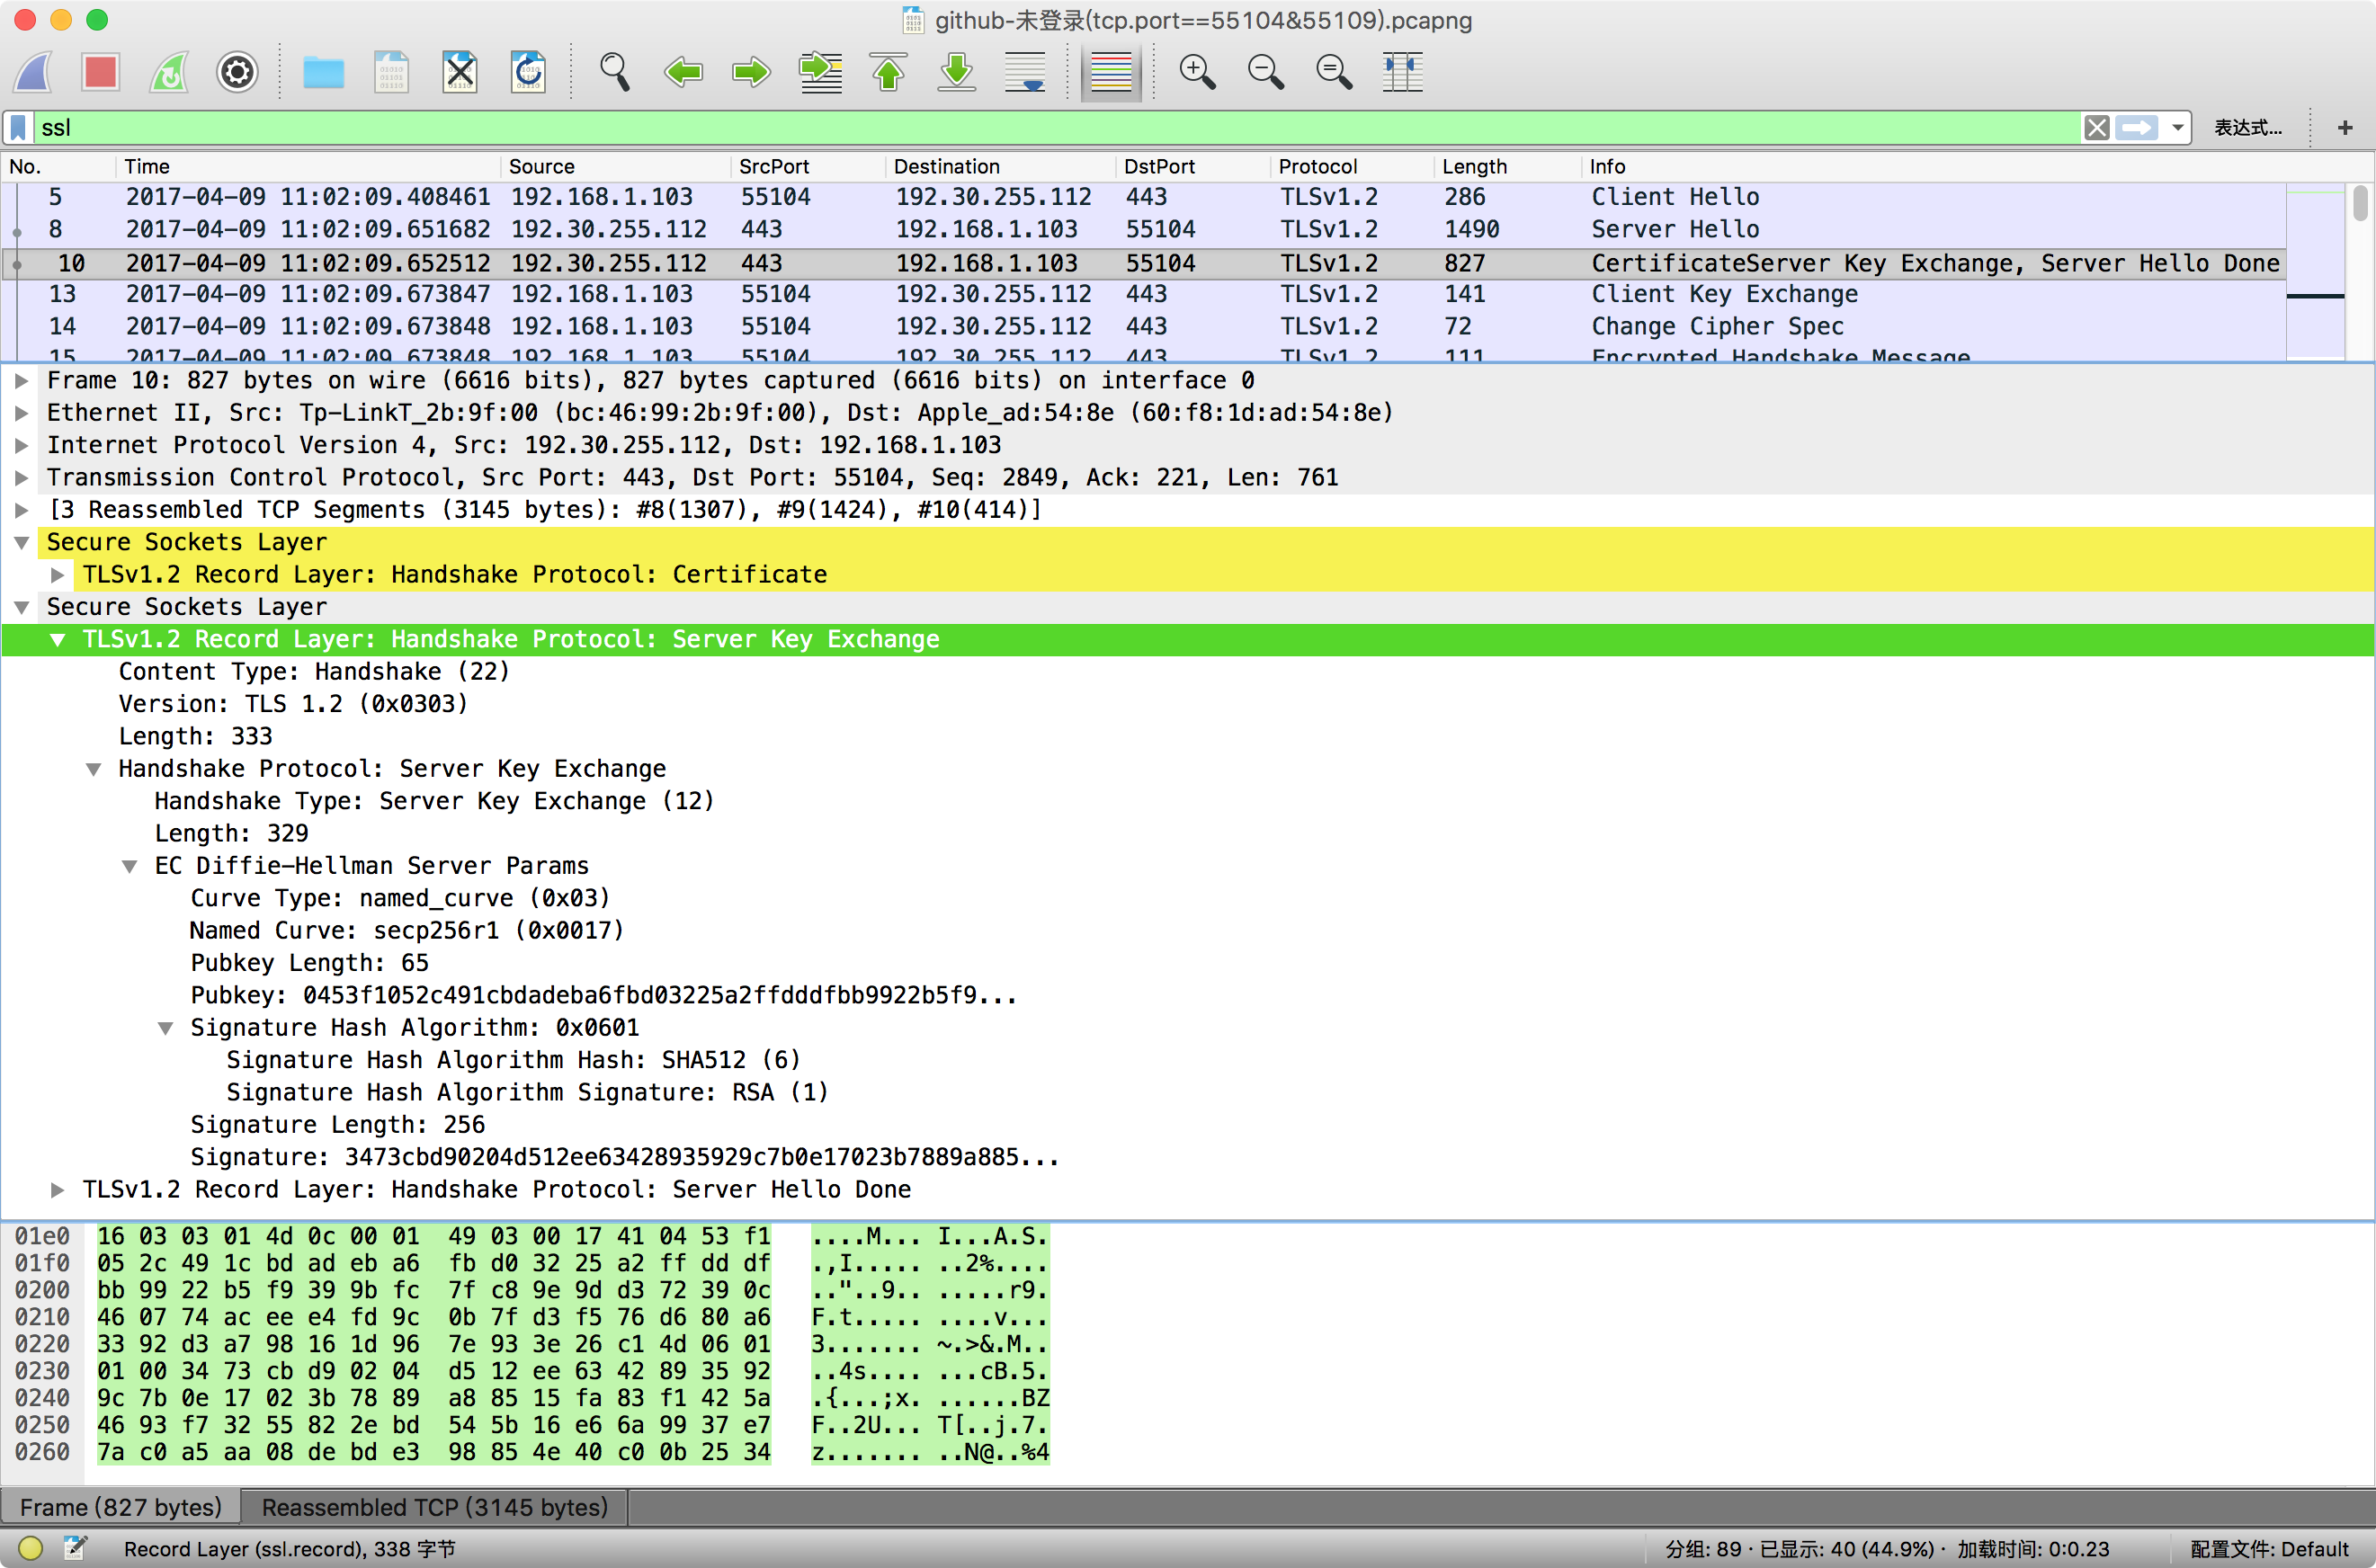 github-未登录(tcp.port==55104&55109).pcapng
ssl
表达式... +
No. Time Source SrcPort Destination DstPort Protocol Length Info
5 2017-04-09 11:02:09.408461 192.168.1.103 55104 192.30.255.112 443 TLSv1.2 286 Client Hello
8 2017-04-09 11:02:09.651682 192.30.255.112 443 192.168.1.103 55104 TLSv1.2 1490 Server Hello
10 2017-04-09 11:02:09.652512 192.30.255.112 443 192.168.1.103 55104 TLSv1.2 827 CertificateServer Key Exchange, Server Hello Done
13 2017-04-09 11:02:09.673847 192.168.1.103 55104 192.30.255.112 443 TLSv1.2 141 Client Key Exchange
14 2017-04-09 11:02:09.673848 192.168.1.103 55104 192.30.255.112 443 TLSv1.2 72 Change Cipher Spec
15 2017-04-09 11:02:09.673848 192.168.1.103 55104 192.30.255.112 443 TLSv1.2 111 Encrypted Handshake Message
Frame 10: 827 bytes on wire (6616 bits), 827 bytes captured (6616 bits) on interface 0
Ethernet II, Src: Tp-LinkT_2b:9f:00 (bc:46:99:2b:9f:00), Dst: Apple_ad:54:8e (60:f8:1d:ad:54:8e)
Internet Protocol Version 4, Src: 192.30.255.112, Dst: 192.168.1.103
Transmission Control Protocol, Src Port: 443, Dst Port: 55104, Seq: 2849, Ack: 221, Len: 761
[3 Reassembled TCP Segments (3145 bytes): #8(1307), #9(1424), #10(414)]
Secure Sockets Layer
TLSv1.2 Record Layer: Handshake Protocol: Certificate
Secure Sockets Layer
TLSv1.2 Record Layer: Handshake Protocol: Server Key Exchange
Content Type: Handshake (22)
Version: TLS 1.2 (0x0303)
Length: 333
Handshake Protocol: Server Key Exchange
Handshake Type: Server Key Exchange (12)
Length: 329
EC Diffie-Hellman Server Params
Curve Type: named_curve (0x03)
Named Curve: secp256r1 (0x0017)
Pubkey Length: 65
Pubkey: 0453f1052c491cbdadeba6fbd03225a2ffdddfbb9922b5f9...
Signature Hash Algorithm: 0x0601
Signature Hash Algorithm Hash: SHA512 (6)
Signature Hash Algorithm Signature: RSA (1)
Signature Length: 256
Signature: 3473cbd90204d512ee63428935929c7b0e17023b7889a885...
TLSv1.2 Record Layer: Handshake Protocol: Server Hello Done
01e0 16 03 03 01 4d 0c 00 01 49 03 00 17 41 04 53 f1 ....M... I...A.S.
01f0 05 2c 49 1c bd ad eb a6 fb d0 32 25 a2 ff dd df .,I..... ..2%....
0200 bb 99 22 b5 f9 39 9b fc 7f c8 9e 9d d3 72 39 0c .."..9.. .....r9.
0210 46 07 74 ac ee e4 fd 9c 0b 7f d3 f5 76 d6 80 a6 F.t..... ....v...
0220 33 92 d3 a7 98 16 1d 96 7e 93 3e 26 c1 4d 06 01 3....... ~.>&.M..
0230 01 00 34 73 cb d9 02 04 d5 12 ee 63 42 89 35 92 ..4s.... ...cB.5.
0240 9c 7b 0e 17 02 3b 78 89 a8 85 15 fa 83 f1 42 5a .{...;x. ......BZ
0250 46 93 f7 32 55 82 2e bd 54 5b 16 e6 6a 99 37 e7 F..2U... T[..j.7.
0260 7a c0 a5 aa 08 de bd e3 98 85 4e 40 c0 0b 25 34 z....... ..N@..%4
Frame (827 bytes) Reassembled TCP (3145 bytes)
Record Layer (ssl.record), 338 字节 分组: 89 · 已显示: 40 (44.9%) · 加载时间: 0:0.23 配置文件: Default